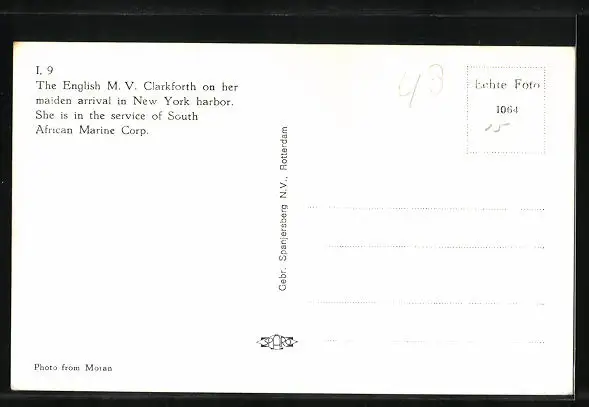 I. 9
The English M. V. Clarkforth on her
maiden arrival in New York harbor.
She is in the service of South
African Marine Corp.
Photo from Moran
Gebr. Spanjersberg N.V., Rotterdam
SPARO
43
Echte Foto
1064
15